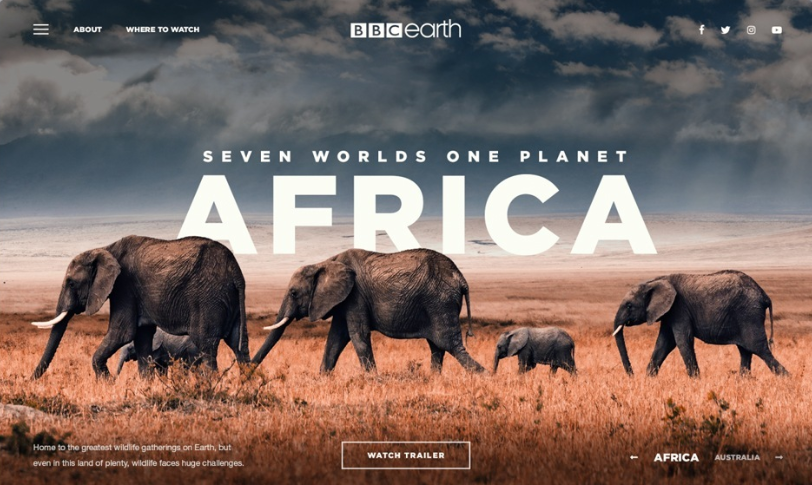 ABOUT
WHERE TO WATCH
BBC earth
SEVEN WORLDS ONE PLANET
AFRICA
Home to the greatest wildlife gatherings on Earth, but
even in this land of plenty, wildlife faces huge challenges.
WATCH TRAILER
← AFRICA AUSTRALIA →